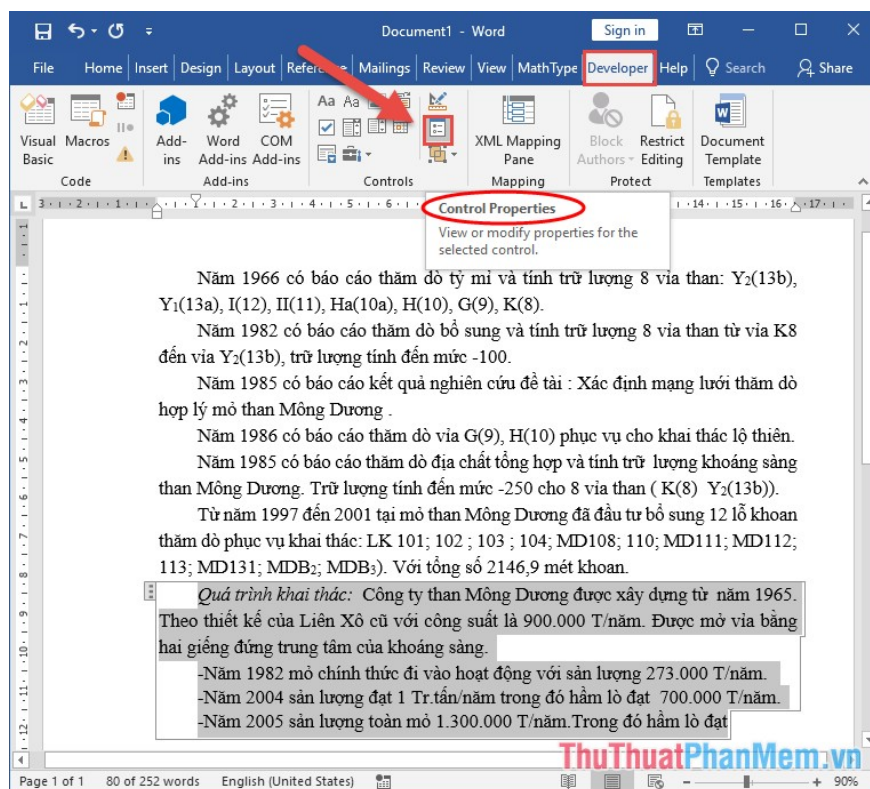 Document1 - Word
Sign in
File Home Insert Design Layout Mailings Review View MathType Developer Help Search Share
Aa Aa
Visual Basic Macros Add-ins Word Add-ins COM Add-ins XML Mapping Pane Block Authors Restrict Editing Document Template
Code Add-ins Controls Mapping Protect Templates
3 2 1 1 2 3 4 5 6 14 15 16 17
Control Properties
View or modify properties for the
selected control.
Năm 1966 có báo cáo thăm dò tỷ mỉ và tính trữ lượng 8 vỉa than: Y₂(13b),
Y₁(13a), I(12), II(11), Ha(10a), H(10), G(9), K(8).
Năm 1982 có báo cáo thăm dò bổ sung và tính trữ lượng 8 vỉa than từ vỉa K8
đến vỉa Y₂(13b), trữ lượng tính đến mức -100.
Năm 1985 có báo cáo kết quả nghiên cứu đề tài : Xác định mạng lưới thăm dò
hợp lý mỏ than Mông Dương .
Năm 1986 có báo cáo thăm dò vỉa G(9), H(10) phục vụ cho khai thác lộ thiên.
Năm 1985 có báo cáo thăm dò địa chất tổng hợp và tính trữ lượng khoáng sàng
than Mông Dương. Trữ lượng tính đến mức -250 cho 8 vỉa than ( K(8) Y₂(13b)).
Từ năm 1997 đến 2001 tại mỏ than Mông Dương đã đầu tư bổ sung 12 lỗ khoan
thăm dò phục vụ khai thác: LK 101; 102 ; 103 ; 104; MD108; 110; MD111; MD112;
113; MD131; MDB₂; MDB₃). Với tổng số 2146,9 mét khoan.
Quá trình khai thác: Công ty than Mông Dương được xây dựng từ năm 1965.
Theo thiết kế của Liên Xô cũ với công suất là 900.000 T/năm. Được mở vỉa bằng
hai giếng đứng trung tâm của khoáng sàng.
-Năm 1982 mỏ chính thức đi vào hoạt động với sản lượng 273.000 T/năm.
-Năm 2004 sản lượng đạt 1 Tr.tấn/năm trong đó hầm lò đạt 700.000 T/năm.
-Năm 2005 sản lượng toàn mỏ 1.300.000 T/năm.Trong đó hầm lò đạt
ThuThuatPhanMem.vn
Page 1 of 1 80 of 252 words English (United States) 90%